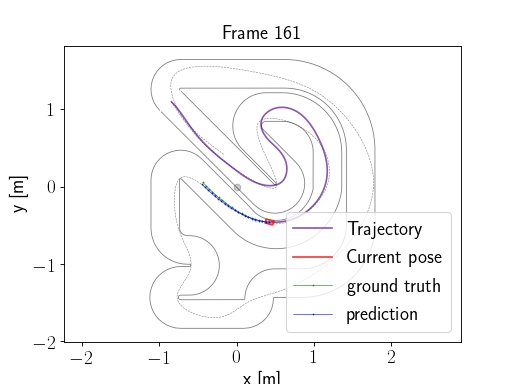 Frame 161
y [m]
1
0
−1
−2
−2
−1
0
1
2
x [m]
Trajectory
Current pose
ground truth
prediction